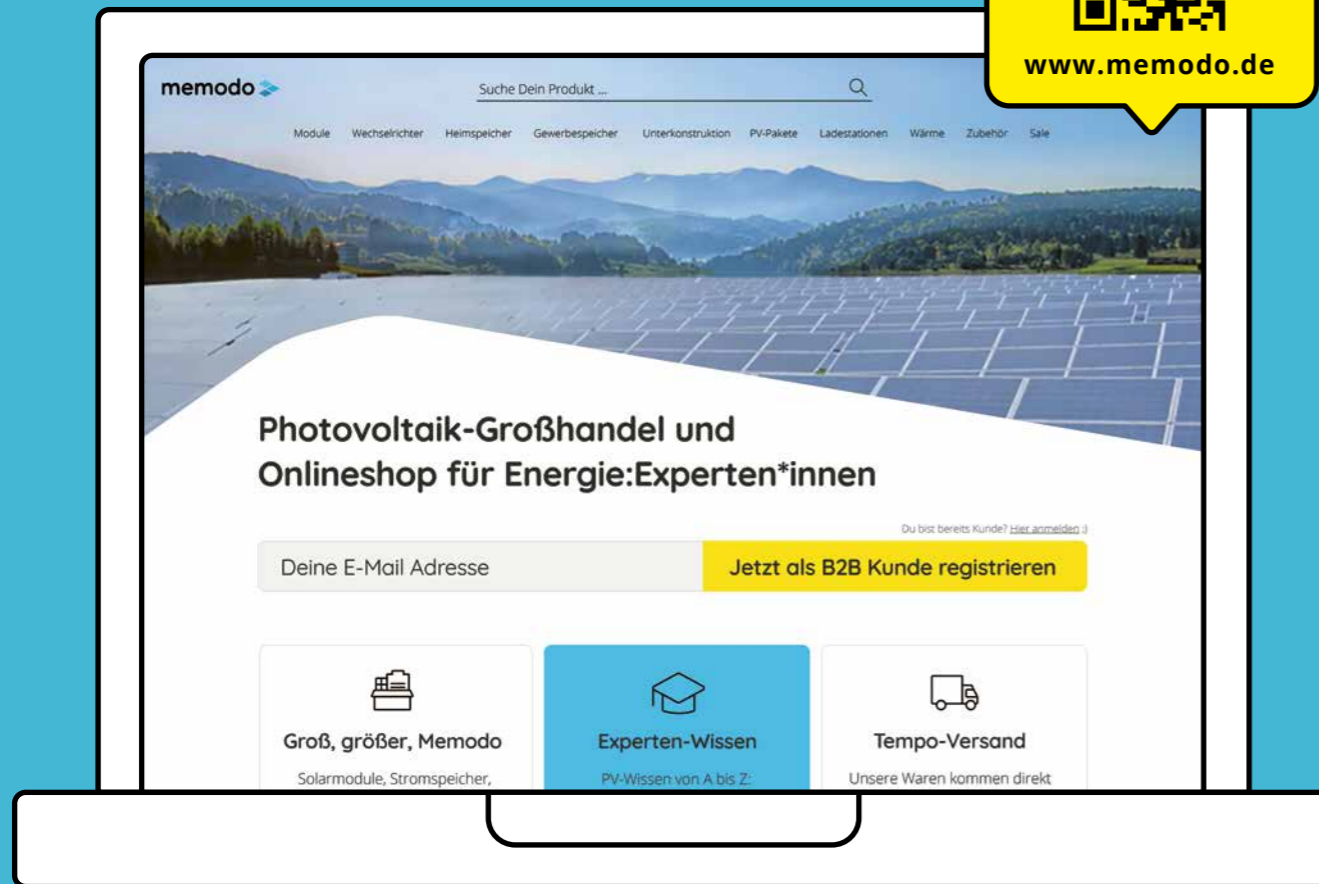 www.memodo.de
memodo
Suche Dein Produkt ...
Module Wechselrichter Heimspeicher Gewerbespeicher Unterkonstruktion PV-Pakete Ladestationen Wärme Zubehör Sale
Photovoltaik-Großhandel und
Onlineshop für Energie:Experten*innen
Du bist bereits Kunde? Hier anmelden :)
Deine E-Mail Adresse
Jetzt als B2B Kunde registrieren
Groß, größer, Memodo
Solarmodule, Stromspeicher,
Experten-Wissen
PV-Wissen von A bis Z:
Tempo-Versand
Unsere Waren kommen direkt